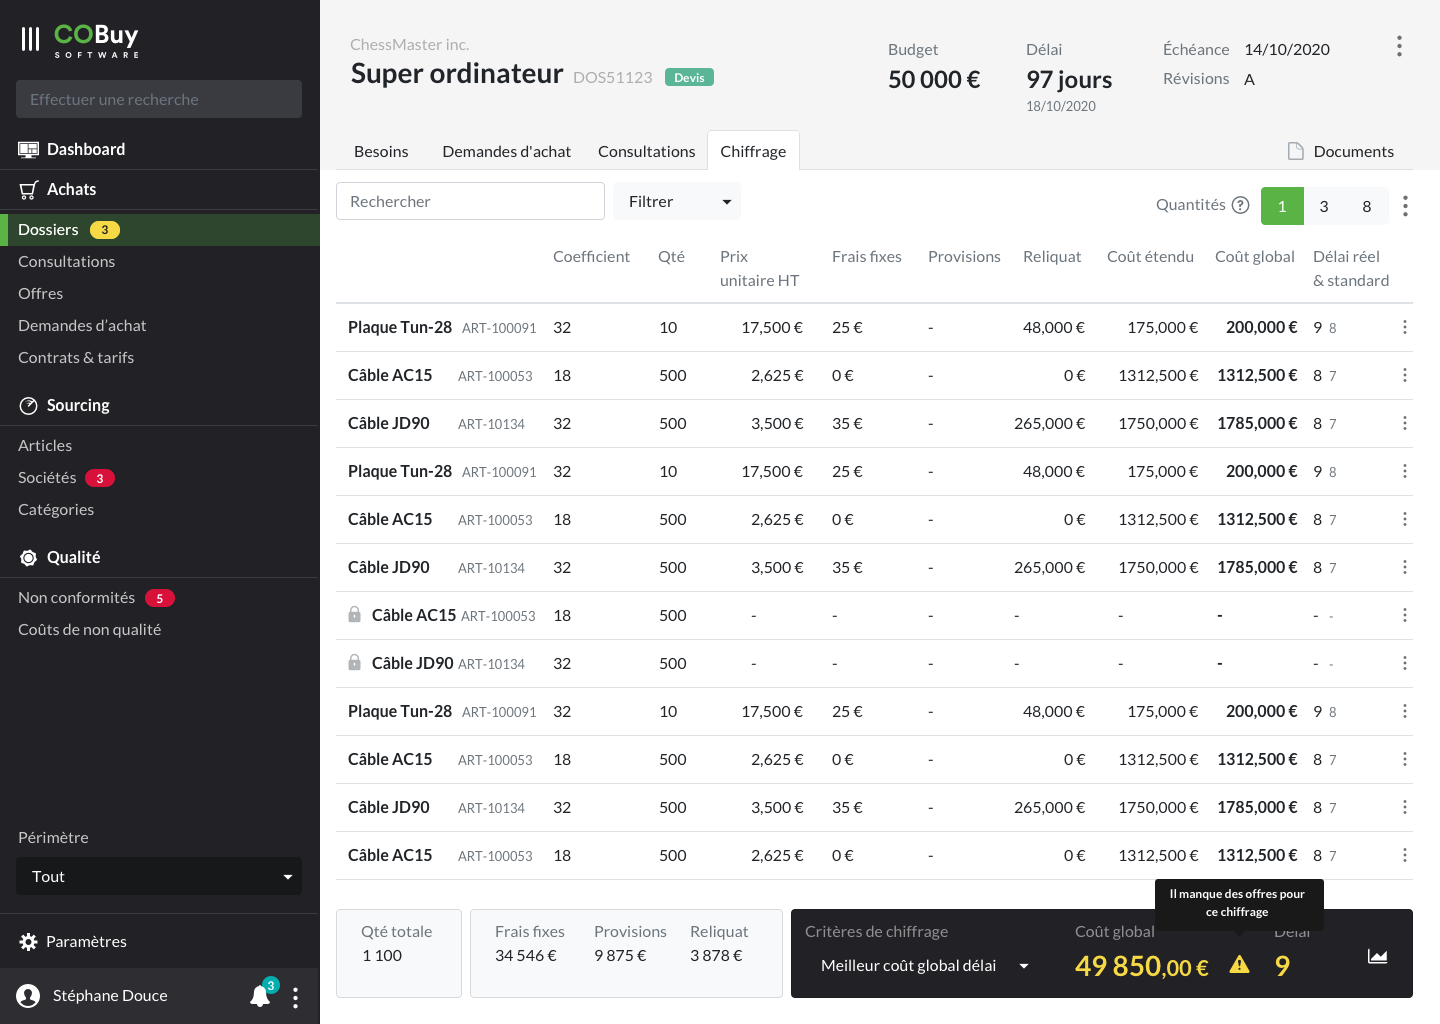 COBuy
SOFTWARE
Effectuer une recherche
Dashboard
Achats
Dossiers 3
Consultations
Offres
Demandes d’achat
Contrats & tarifs
Sourcing
Articles
Sociétés 3
Catégories
Qualité
Non conformités 5
Coûts de non qualité
Périmètre
Tout
Paramètres
Stéphane Douce 3
ChessMaster inc.
Super ordinateur DOS51123 Devis
Budget
50 000 €
Délai
97 jours
18/10/2020
Échéance 14/10/2020
Révisions A
Besoins Demandes d'achat Consultations Chiffrage Documents
Rechercher Filtrer Quantités ? 1 3 8
Coefficient Qté Prix unitaire HT Frais fixes Provisions Reliquat Coût étendu Coût global Délai réel & standard
Plaque Tun-28 ART-100091 32 10 17,500 € 25 € - 48,000 € 175,000 € 200,000 € 9 8
Câble AC15 ART-100053 18 500 2,625 € 0 € - 0 € 1312,500 € 1312,500 € 8 7
Câble JD90 ART-10134 32 500 3,500 € 35 € - 265,000 € 1750,000 € 1785,000 € 8 7
Plaque Tun-28 ART-100091 32 10 17,500 € 25 € - 48,000 € 175,000 € 200,000 € 9 8
Câble AC15 ART-100053 18 500 2,625 € 0 € - 0 € 1312,500 € 1312,500 € 8 7
Câble JD90 ART-10134 32 500 3,500 € 35 € - 265,000 € 1750,000 € 1785,000 € 8 7
Câble AC15 ART-100053 18 500 - - - - - - - -
Câble JD90 ART-10134 32 500 - - - - - - - -
Plaque Tun-28 ART-100091 32 10 17,500 € 25 € - 48,000 € 175,000 € 200,000 € 9 8
Câble AC15 ART-100053 18 500 2,625 € 0 € - 0 € 1312,500 € 1312,500 € 8 7
Câble JD90 ART-10134 32 500 3,500 € 35 € - 265,000 € 1750,000 € 1785,000 € 8 7
Câble AC15 ART-100053 18 500 2,625 € 0 € - 0 € 1312,500 € 1312,500 € 8 7
Il manque des offres pour
ce chiffrage
Qté totale Frais fixes Provisions Reliquat Critères de chiffrage Coût global Délai
1 100 34 546 € 9 875 € 3 878 € Meilleur coût global délai 49 850,00 € 9